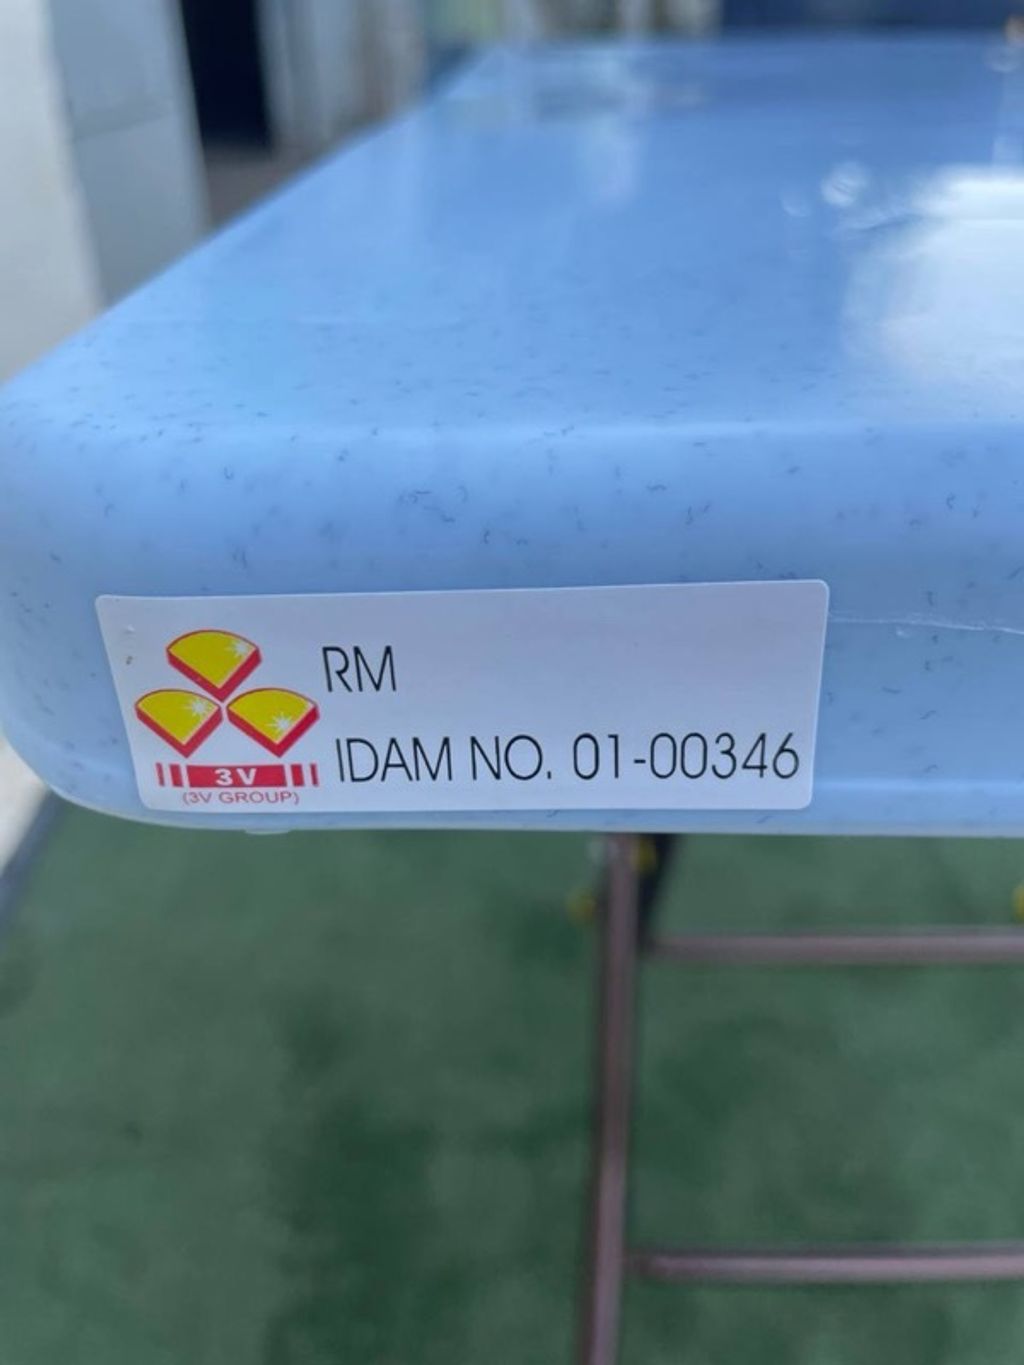 RM
IDAM NO. 01-00346
3V
(3V GROUP)